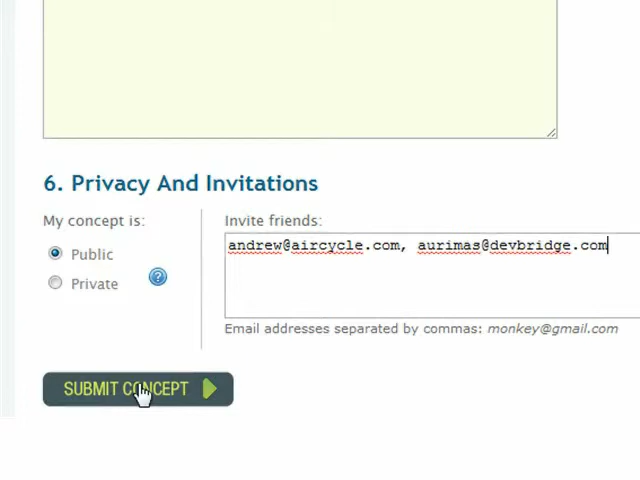 6. Privacy And Invitations
My concept is:
Public
Private
?
Invite friends:
andrew@aircycle.com, aurimas@devbridge.com
Email addresses separated by commas: monkey@gmail.com
SUBMIT CONCEPT